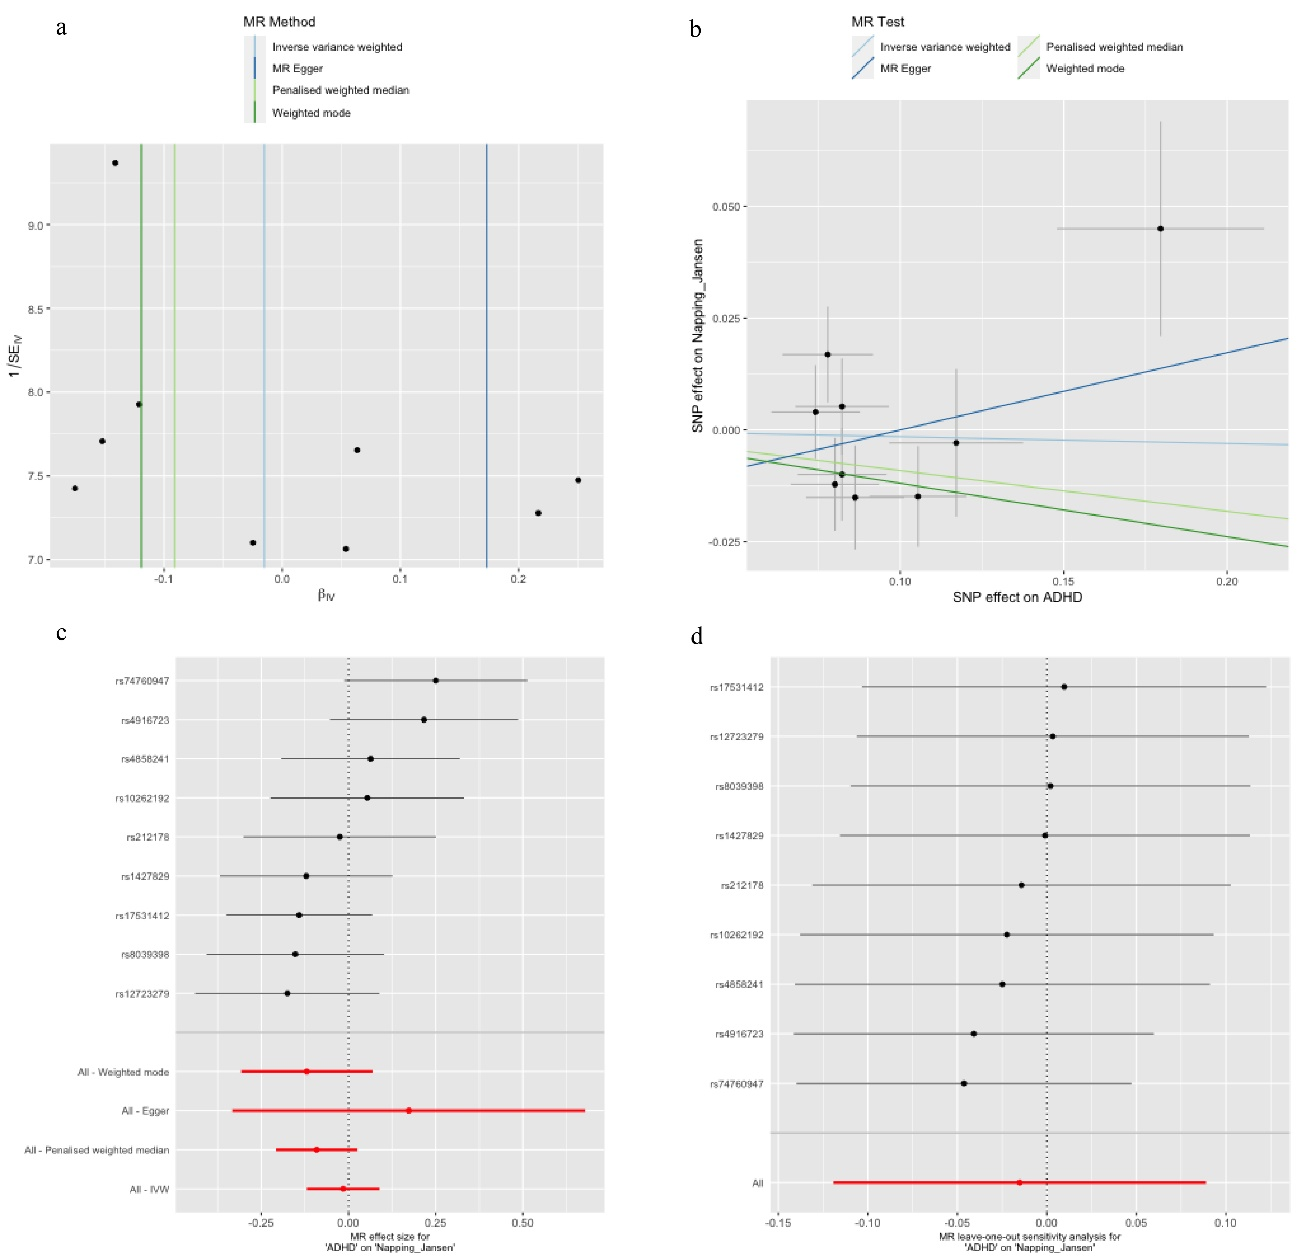 a
MR Method
Inverse variance weighted
MR Egger
Penalised weighted median
Weighted mode
9.0
8.5
8.0
7.5
7.0
1/SE_IV
-0.1
0.0
0.1
0.2
β_IV
b
MR Test
Inverse variance weighted
Penalised weighted median
MR Egger
Weighted mode
0.050
0.025
0.000
-0.025
SNP effect on Napping_Jansen
0.10
0.15
0.20
SNP effect on ADHD
c
rs74760947
rs4916723
rs4858241
rs10262192
rs212178
rs1427829
rs17531412
rs8039398
rs12723279
All - Weighted mode
All - Egger
All - Penalised weighted median
All - IVW
-0.25
0.00
0.25
0.50
MR effect size for
'ADHD' on 'Napping_Jansen'
d
rs17531412
rs12723279
rs8039398
rs1427829
rs212178
rs10262192
rs4858241
rs4916723
rs74760947
All
-0.15
-0.10
-0.05
0.00
0.05
0.10
MR leave-one-out sensitivity analysis for
'ADHD' on 'Napping_Jansen'